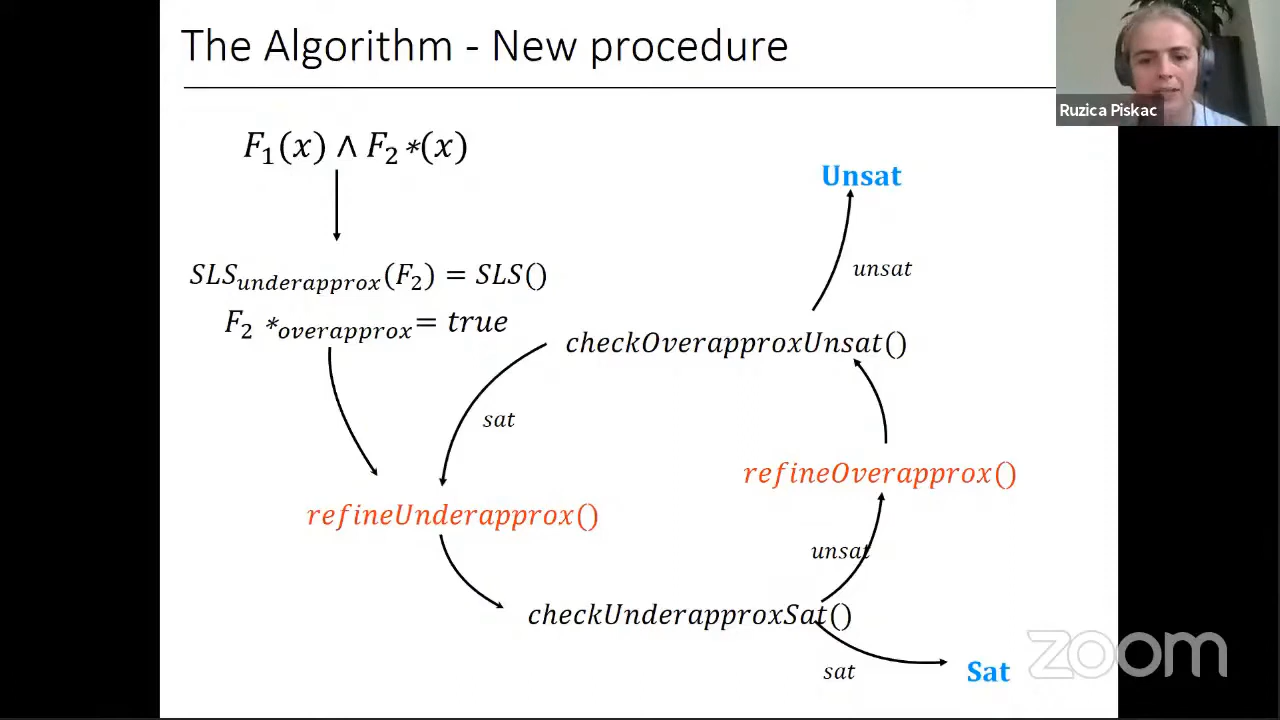 The Algorithm - New procedure
Ruzica Piskac
F₁(x) ∧ F₂*(x)
Unsat
SLS_underapprox(F₂) = SLS()
unsat
F₂ *_overapprox = true
checkOverapproxUnsat()
sat
refineOverapprox()
refineUnderapprox()
unsat
checkUnderapproxSat()
sat
Sat
zoom